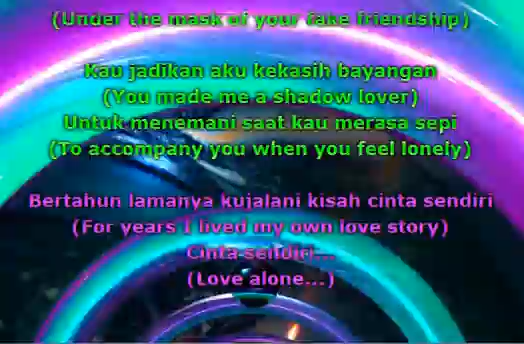 (Under the mask of your fake friendship)
Kau jadikan aku kekasih bayangan
(You made me a shadow lover)
Untuk menemani saat kau merasa sepi
(To accompany you when you feel lonely)
Bertahun lamanya kujalani kisah cinta sendiri
(For years I lived my own love story)
Cinta sendiri...
(Love alone...)